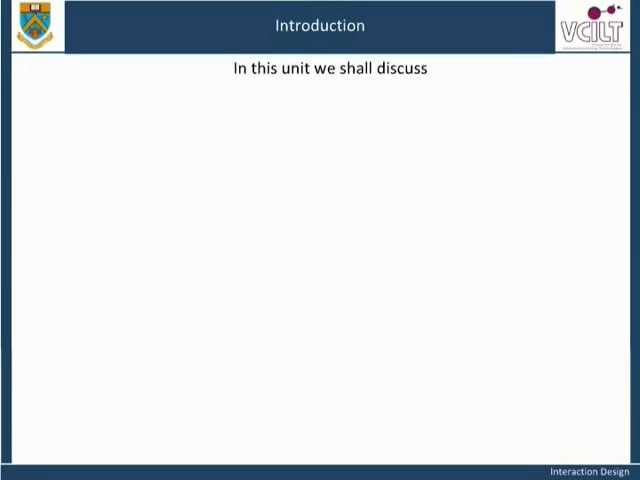 Introduction
VCILT
In this unit we shall discuss
Interaction Design